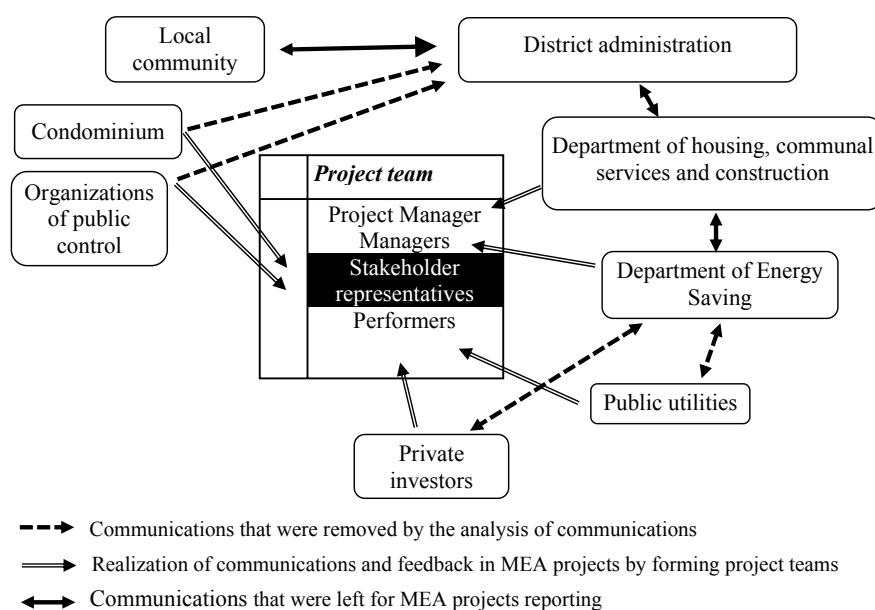 Local
community
District administration
Condominium
Organizations
of public
control
Department of housing, communal
services and construction
Project team
Project Manager
Managers
Stakeholder
representatives
Performers
Department of Energy
Saving
Public utilities
Private
investors
Communications that were removed by the analysis of communications
Realization of communications and feedback in MEA projects by forming project teams
Communications that were left for MEA projects reporting